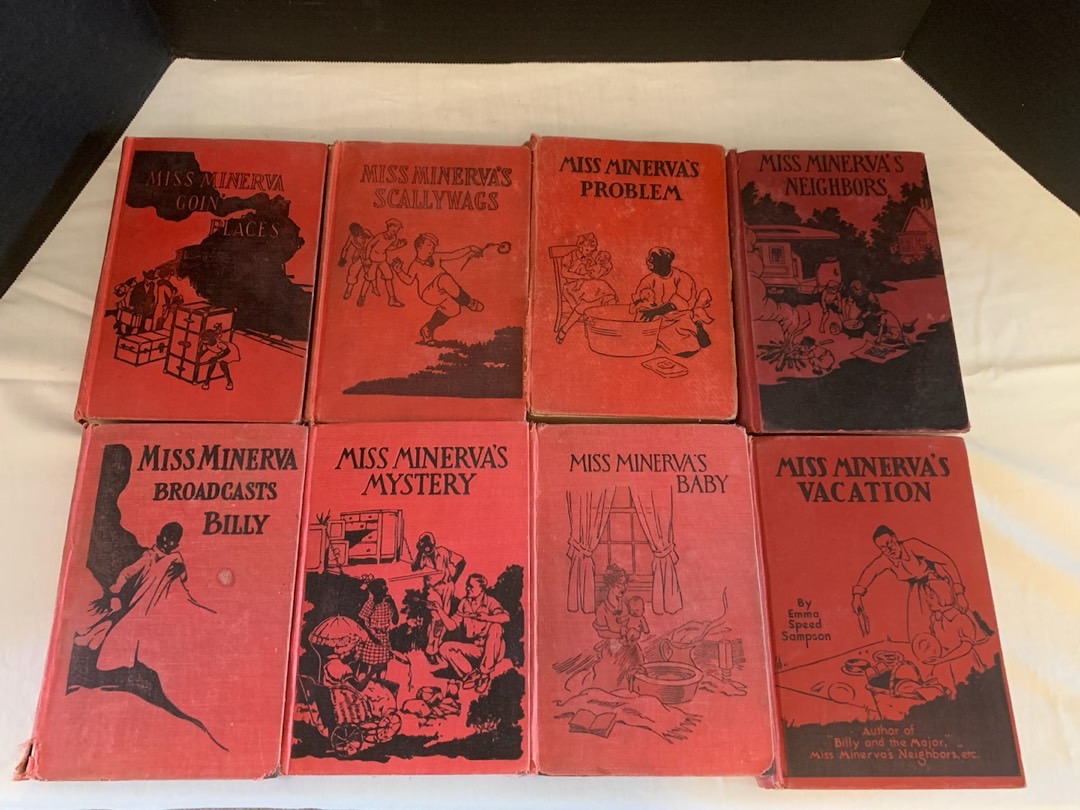 MISS MINERVA
GOIN
PLACES
MISS MINERVA'S
SCALLYWAGS
MISS MINERVA'S
PROBLEM
MISS MINERVA'S
NEIGHBORS
MISS MINERVA
BROADCASTS
BILLY
MISS MINERVA'S
MYSTERY
MISS MINERVA'S
BABY
MISS MINERVA'S
VACATION
By
Emma
Speed
Sampson
Author of
"Billy and the Major,"
Miss Minerva's Neighbors, etc.